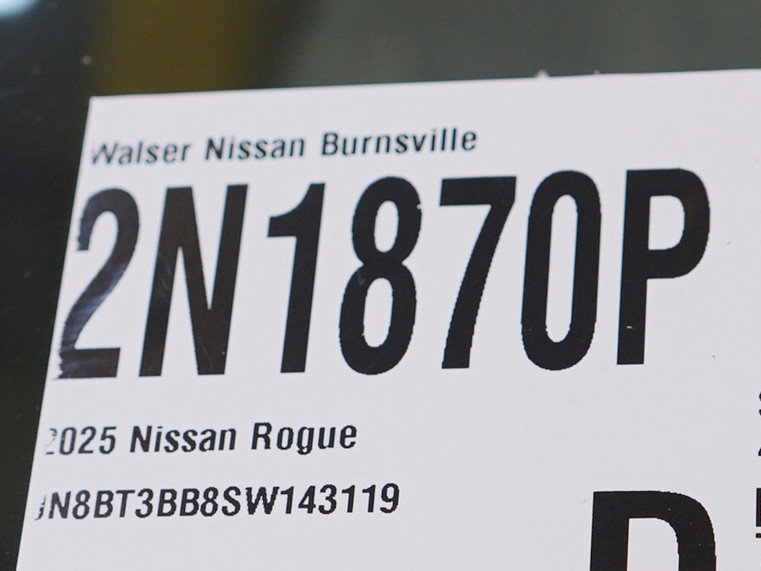 Walser Nissan Burnsville
2N1870P
2025 Nissan Rogue
JN8BT3BB8SW143119
D